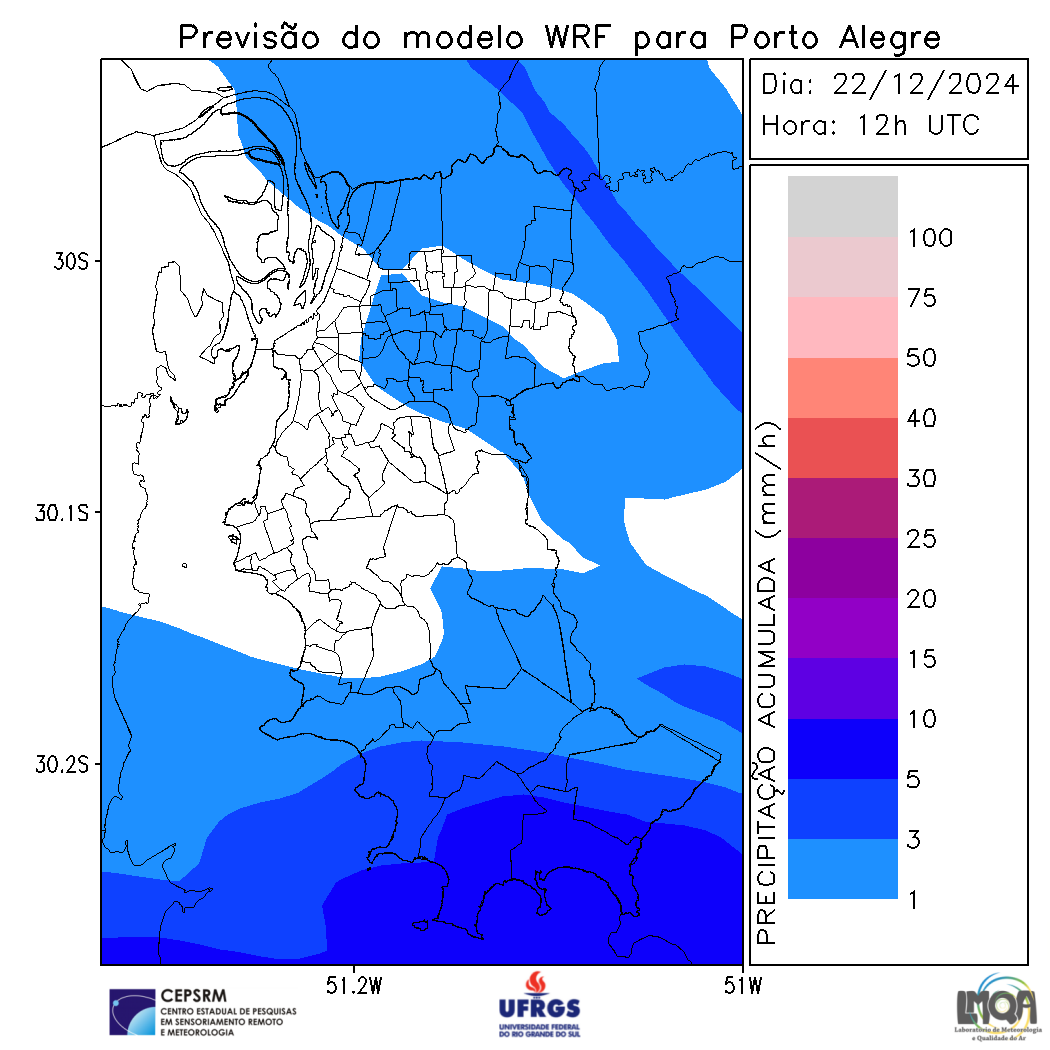 Previsão do modelo WRF para Porto Alegre
Dia: 22/12/2024
Hora: 12h UTC
100
75
50
40
30
25
20
15
10
5
3
1
PRECIPITAÇÃO ACUMULADA (mm/h)
30S
30.1S
30.2S
51.2W
51W
CEPSRM
CENTRO ESTADUAL DE PESQUISAS
EM SENSORIAMENTO REMOTO
E METEOROLOGIA
UFRGS
UNIVERSIDADE FEDERAL
DO RIO GRANDE DO SUL
LMQA
Laboratório de Meteorologia
e Qualidade do Ar